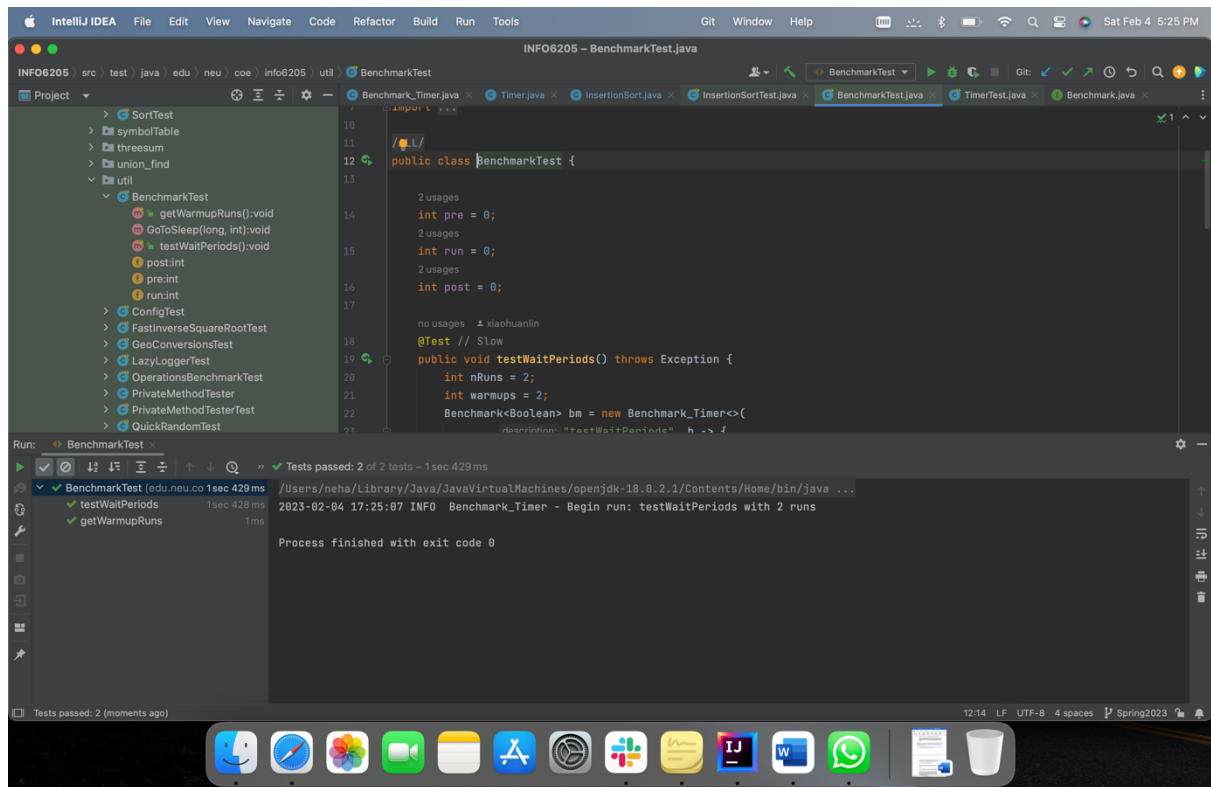 IntelliJ IDEA File Edit View Navigate Code Refactor Build Run Tools Git Window Help Sat Feb 4 5:25 PM
INFO6205 – BenchmarkTest.java
INFO6205 src test java edu neu coe info6205 util BenchmarkTest BenchmarkTest Git:
Project Benchmark_Timer.java Timer.java InsertionSort.java InsertionSortTest.java BenchmarkTest.java TimerTest.java Benchmark.java
SortTest
symbolTable
threesum
union_find
util
BenchmarkTest
getWarmupRuns():void
GoToSleep(long, int):void
testWaitPeriods():void
post:int
pre:int
run:int
ConfigTest
FastInverseSquareRootTest
GeoConversionsTest
LazyLoggerTest
OperationsBenchmarkTest
PrivateMethodTester
PrivateMethodTesterTest
QuickRandomTest
import ...
10
11
12 public class BenchmarkTest {
1
13
2 usages
14 int pre = 0;
2 usages
15 int run = 0;
2 usages
16 int post = 0;
17
no usages xiaohuanlin
18 @Test // Slow
19 public void testWaitPeriods() throws Exception {
20 int nRuns = 2;
21 int warmups = 2;
22 Benchmark<Boolean> bm = new Benchmark_Timer<>(
23 description: "testWaitPeriods", b -> {
Run: BenchmarkTest
Tests passed: 2 of 2 tests – 1 sec 429 ms
BenchmarkTest (edu.neu.co 1 sec 429 ms
testWaitPeriods 1 sec 428 ms
getWarmupRuns 1 ms
/Users/neha/Library/Java/JavaVirtualMachines/openjdk-18.0.2.1/Contents/Home/bin/java ...
2023-02-04 17:25:07 INFO Benchmark_Timer - Begin run: testWaitPeriods with 2 runs
Process finished with exit code 0
Tests passed: 2 (moments ago) 12:14 LF UTF-8 4 spaces Spring2023
IJ
W